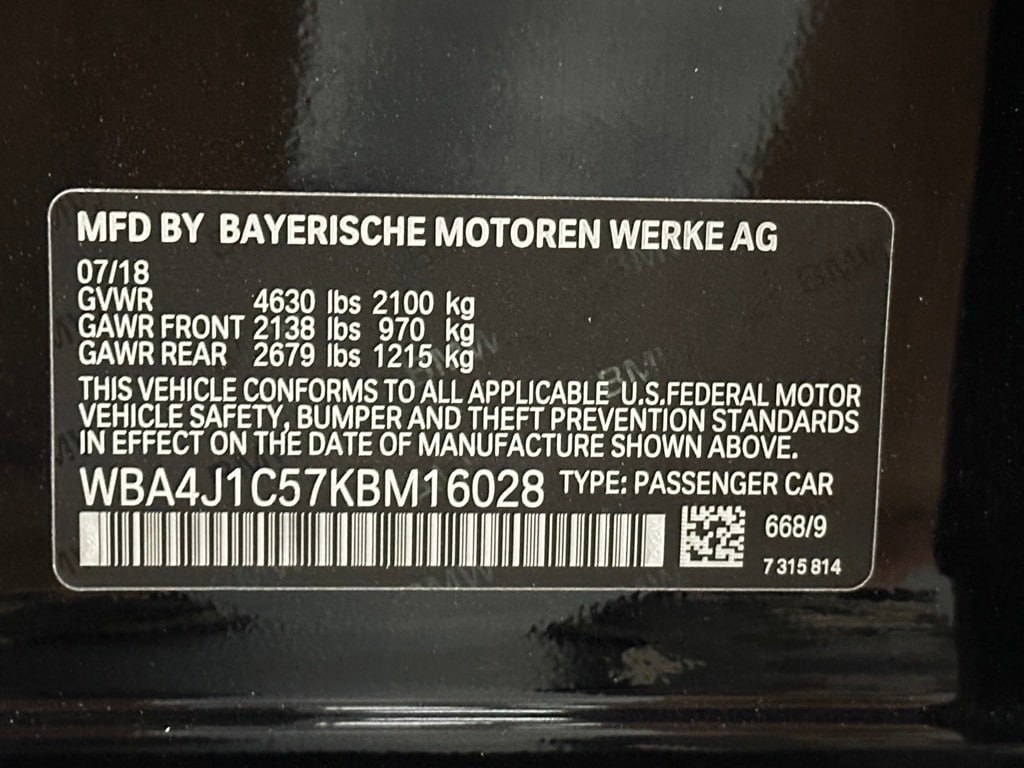 MFD BY BAYERISCHE MOTOREN WERKE AG
07/18
GVWR 4630 lbs 2100 kg
GAWR FRONT 2138 lbs 970 kg
GAWR REAR 2679 lbs 1215 kg
THIS VEHICLE CONFORMS TO ALL APPLICABLE U.S.FEDERAL MOTOR
VEHICLE SAFETY, BUMPER AND THEFT PREVENTION STANDARDS
IN EFFECT ON THE DATE OF MANUFACTURE SHOWN ABOVE.
WBA4J1C57KBM16028 TYPE: PASSENGER CAR
668/9
7 315 814